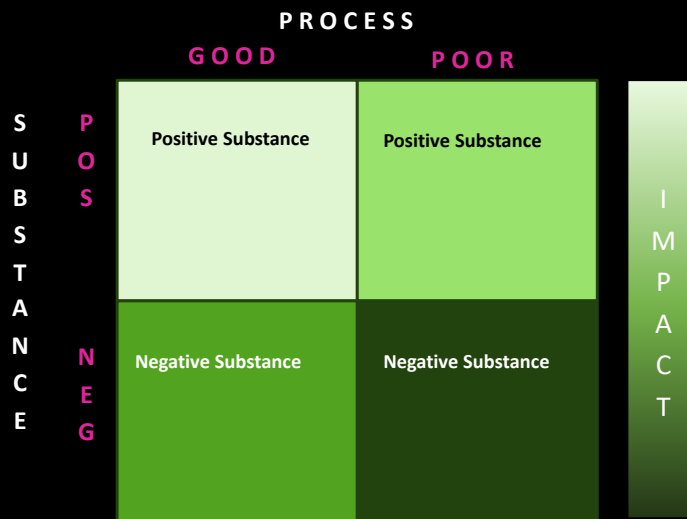 PROCESS
GOOD
POOR
SUBSTANCE
POS
NEG
Positive Substance
Positive Substance
Negative Substance
Negative Substance
IMPACT